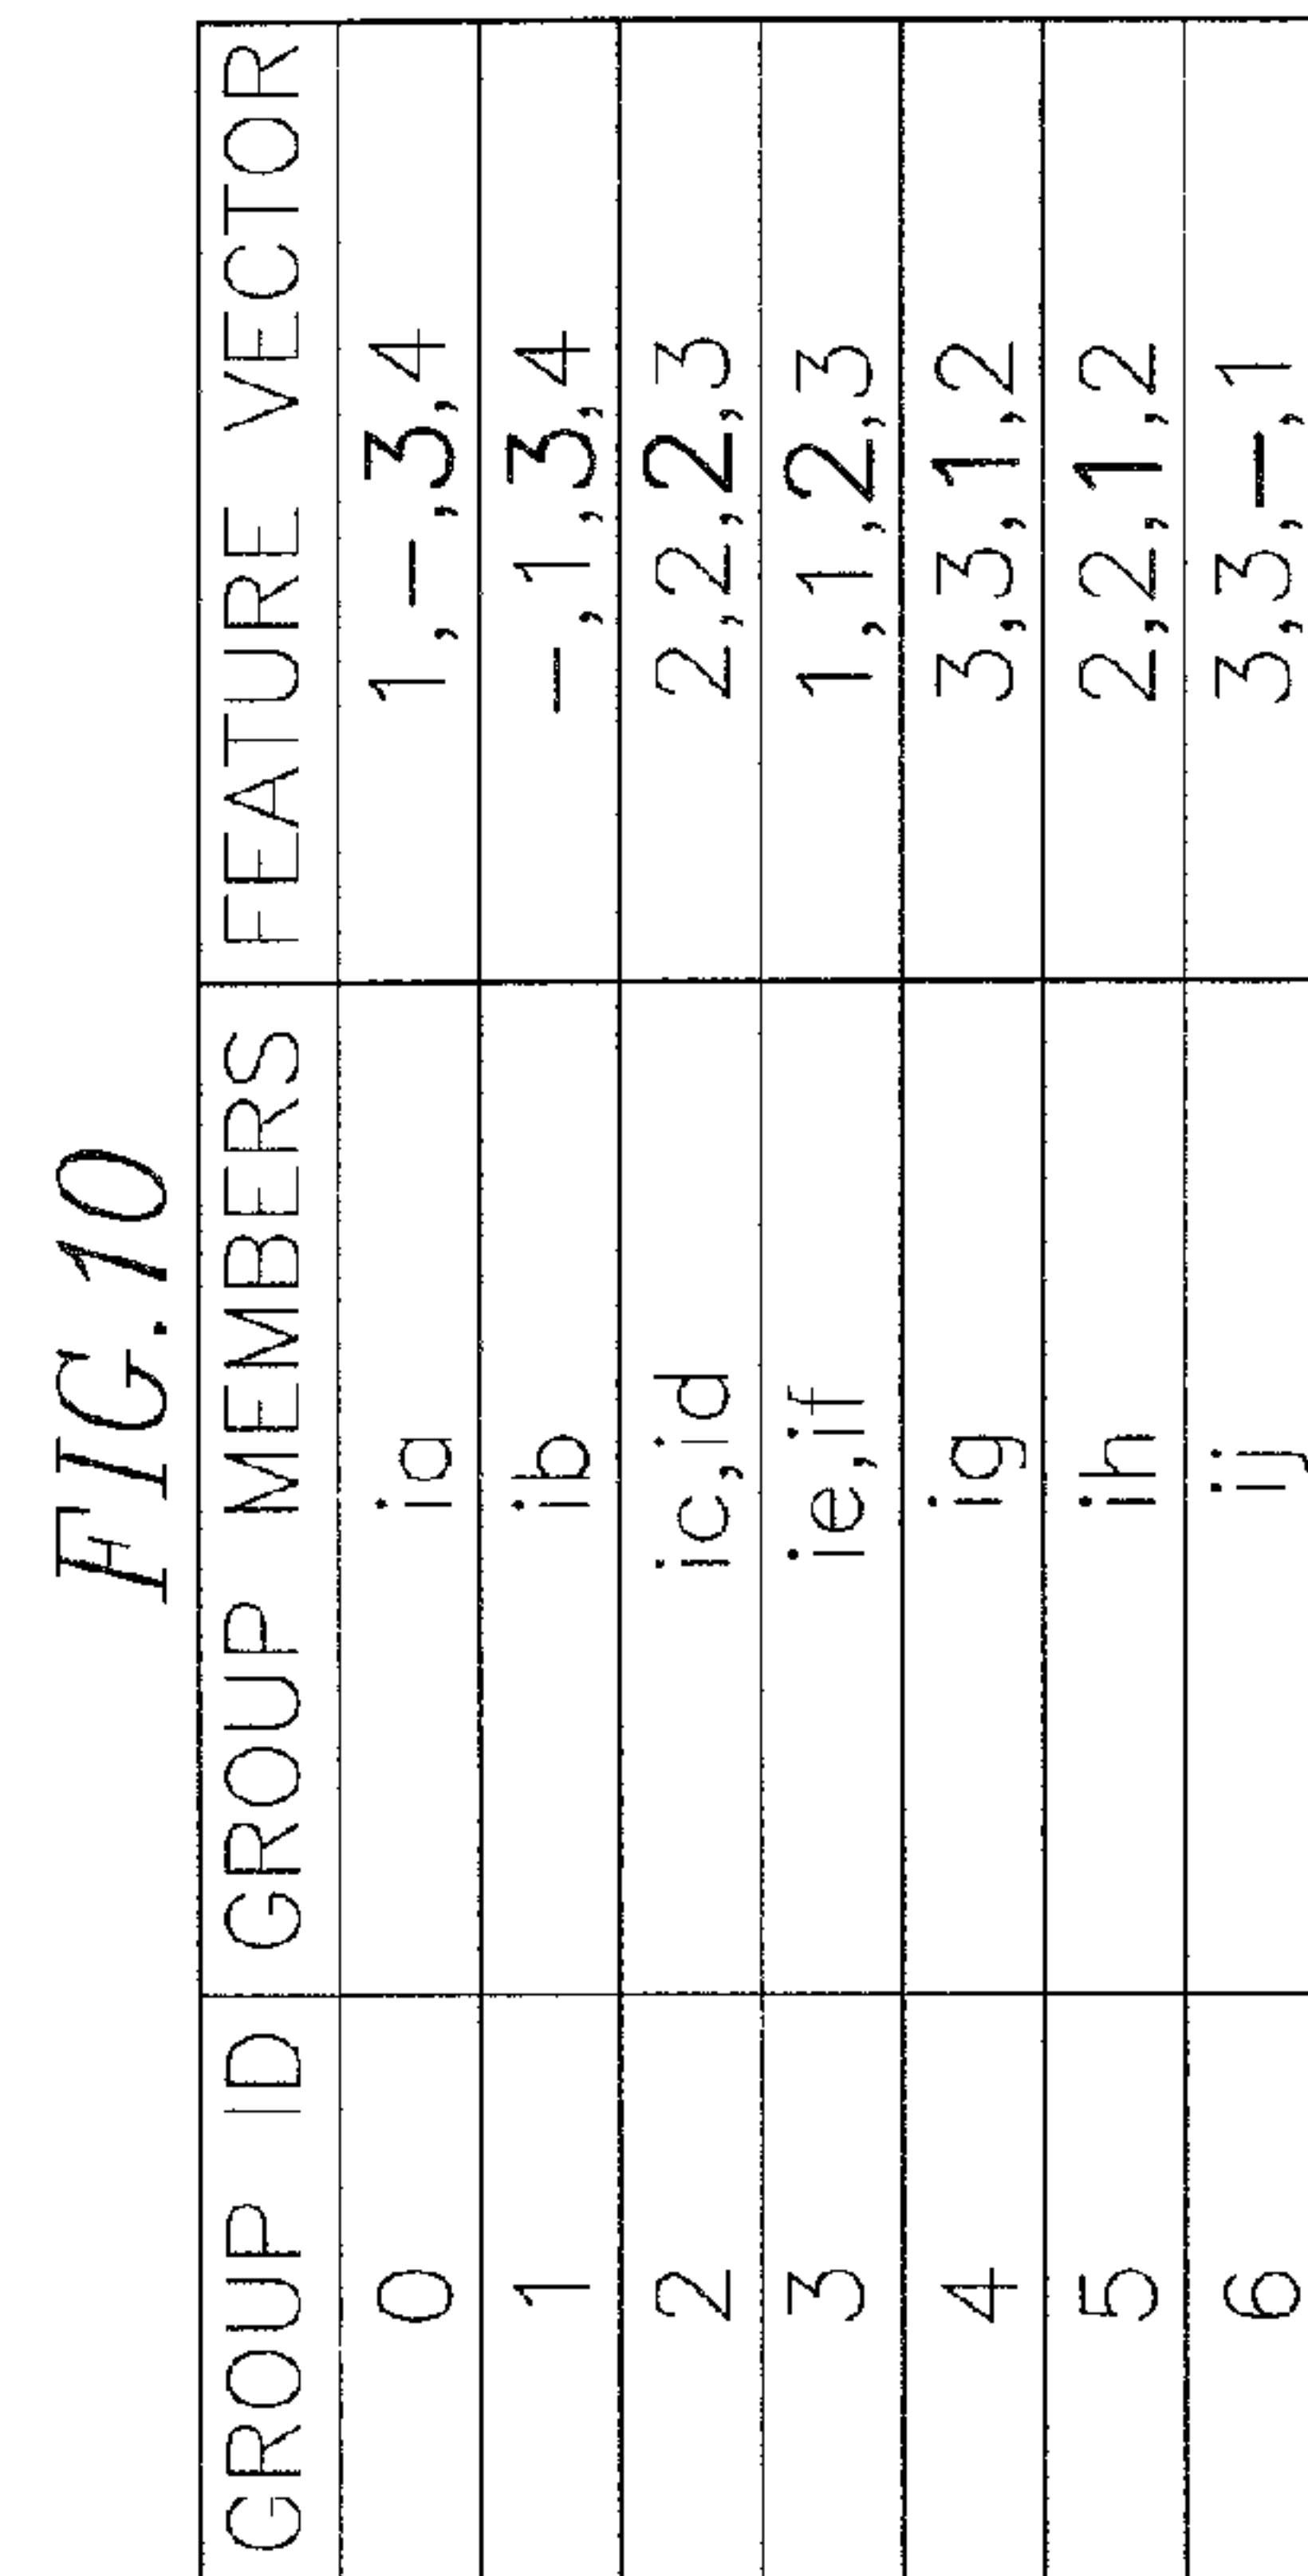 FIG.10
GROUP ID GROUP MEMBERS FEATURE VECTOR
0 ia 1,-,3,4
1 ib -,1,3,4
2 ic,id 2,2,2,3
3 ie,if 1,1,2,3
4 ig 3,3,1,2
5 ih 2,2,1,2
6 ij 3,3,-,1